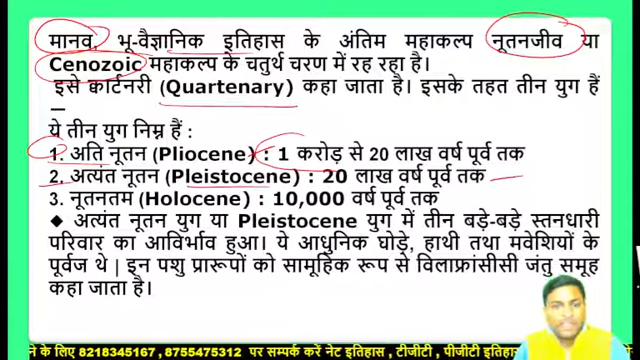 मानव, भू-वैज्ञानिक इतिहास के अंतिम महाकल्प नूतनजीव या
Cenozoic महाकल्प के चतुर्थ चरण में रह रहा है।
इसे क्वार्टनरी (Quartenary) कहा जाता है। इसके तहत तीन युग हैं
—
ये तीन युग निम्न हैं :
1. अति नूतन (Pliocene) : 1 करोड़ से 20 लाख वर्ष पूर्व तक
2. अत्यंत नूतन (Pleistocene) : 20 लाख वर्ष पूर्व तक
3. नूतनतम (Holocene) : 10,000 वर्ष पूर्व तक
◆ अत्यंत नूतन युग या Pleistocene युग में तीन बड़े-बड़े स्तनधारी
परिवार का आविर्भाव हुआ। ये आधुनिक घोड़े, हाथी तथा मवेशियों के
पूर्वज थे | इन पशु प्रारूपों को सामूहिक रूप से विलाफ्रांसीसी जंतु समूह
कहा जाता है।
ने के लिए 8218345167, 8755475312 पर सम्पर्क करें नेट इतिहास, टीजीटी, पीजीटी इतिहास